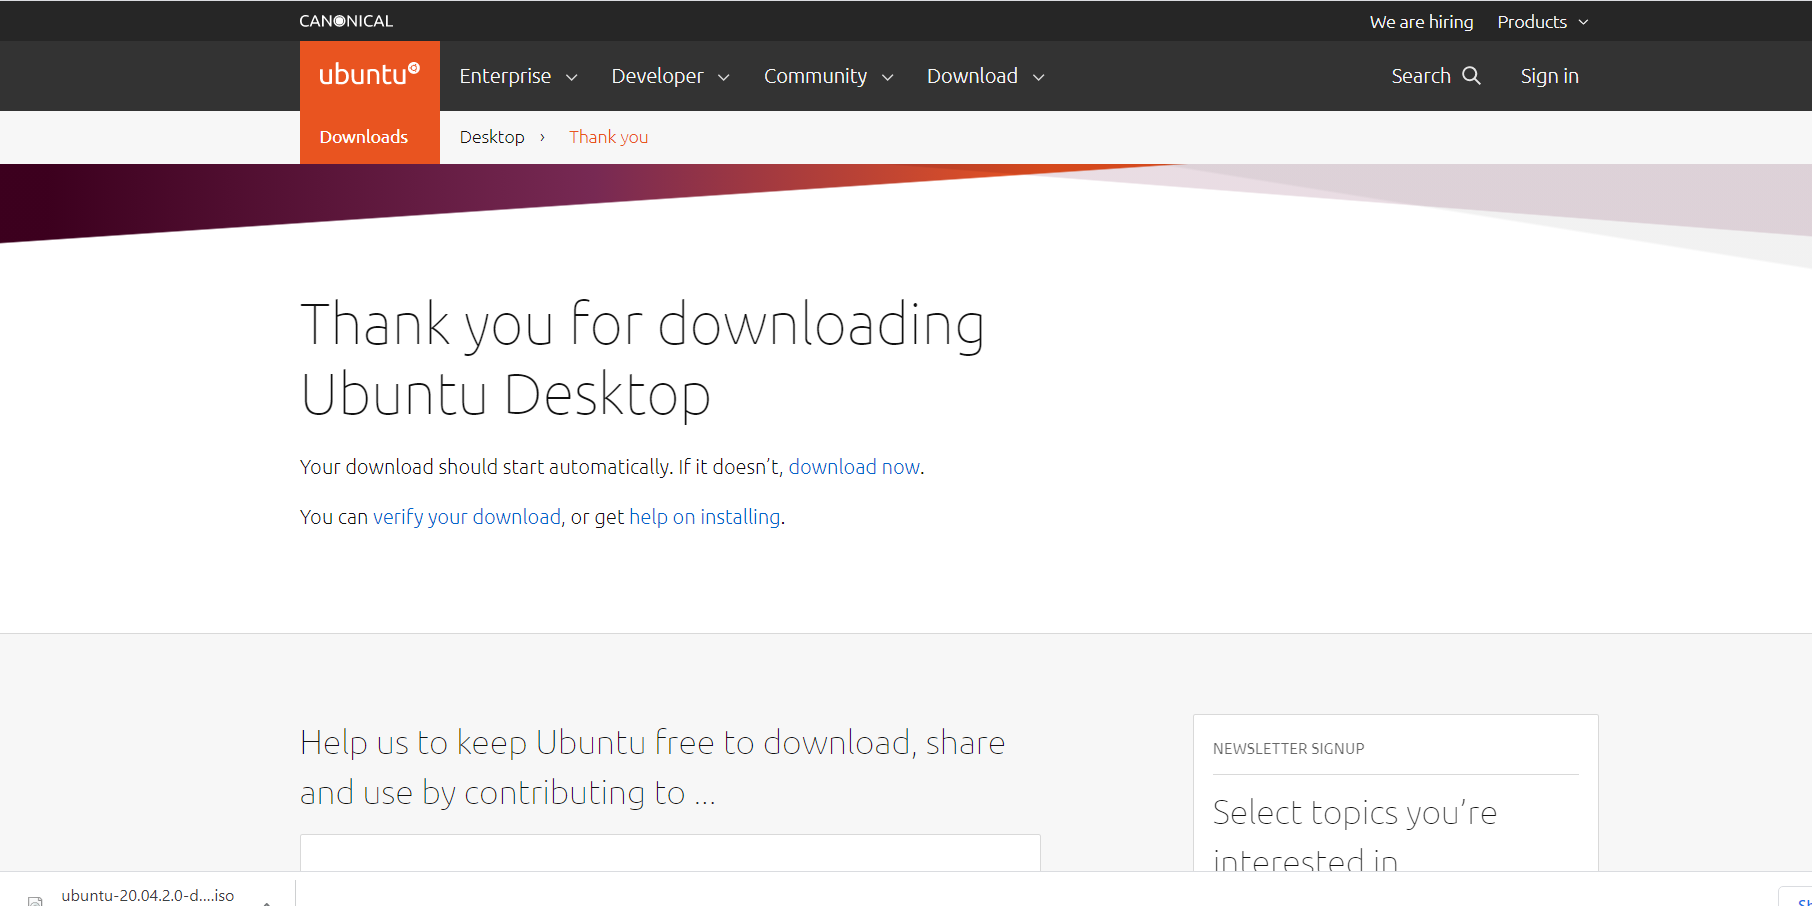 CANONICAL
We are hiring Products
ubuntu
Enterprise Developer Community Download Search Sign in
Downloads Desktop › Thank you
Thank you for downloading
Ubuntu Desktop
Your download should start automatically. If it doesn’t, download now.
You can verify your download, or get help on installing.
Help us to keep Ubuntu free to download, share
and use by contributing to ...
NEWSLETTER SIGNUP
Select topics you’re
interested in
ubuntu-20.04.2.0-d....iso